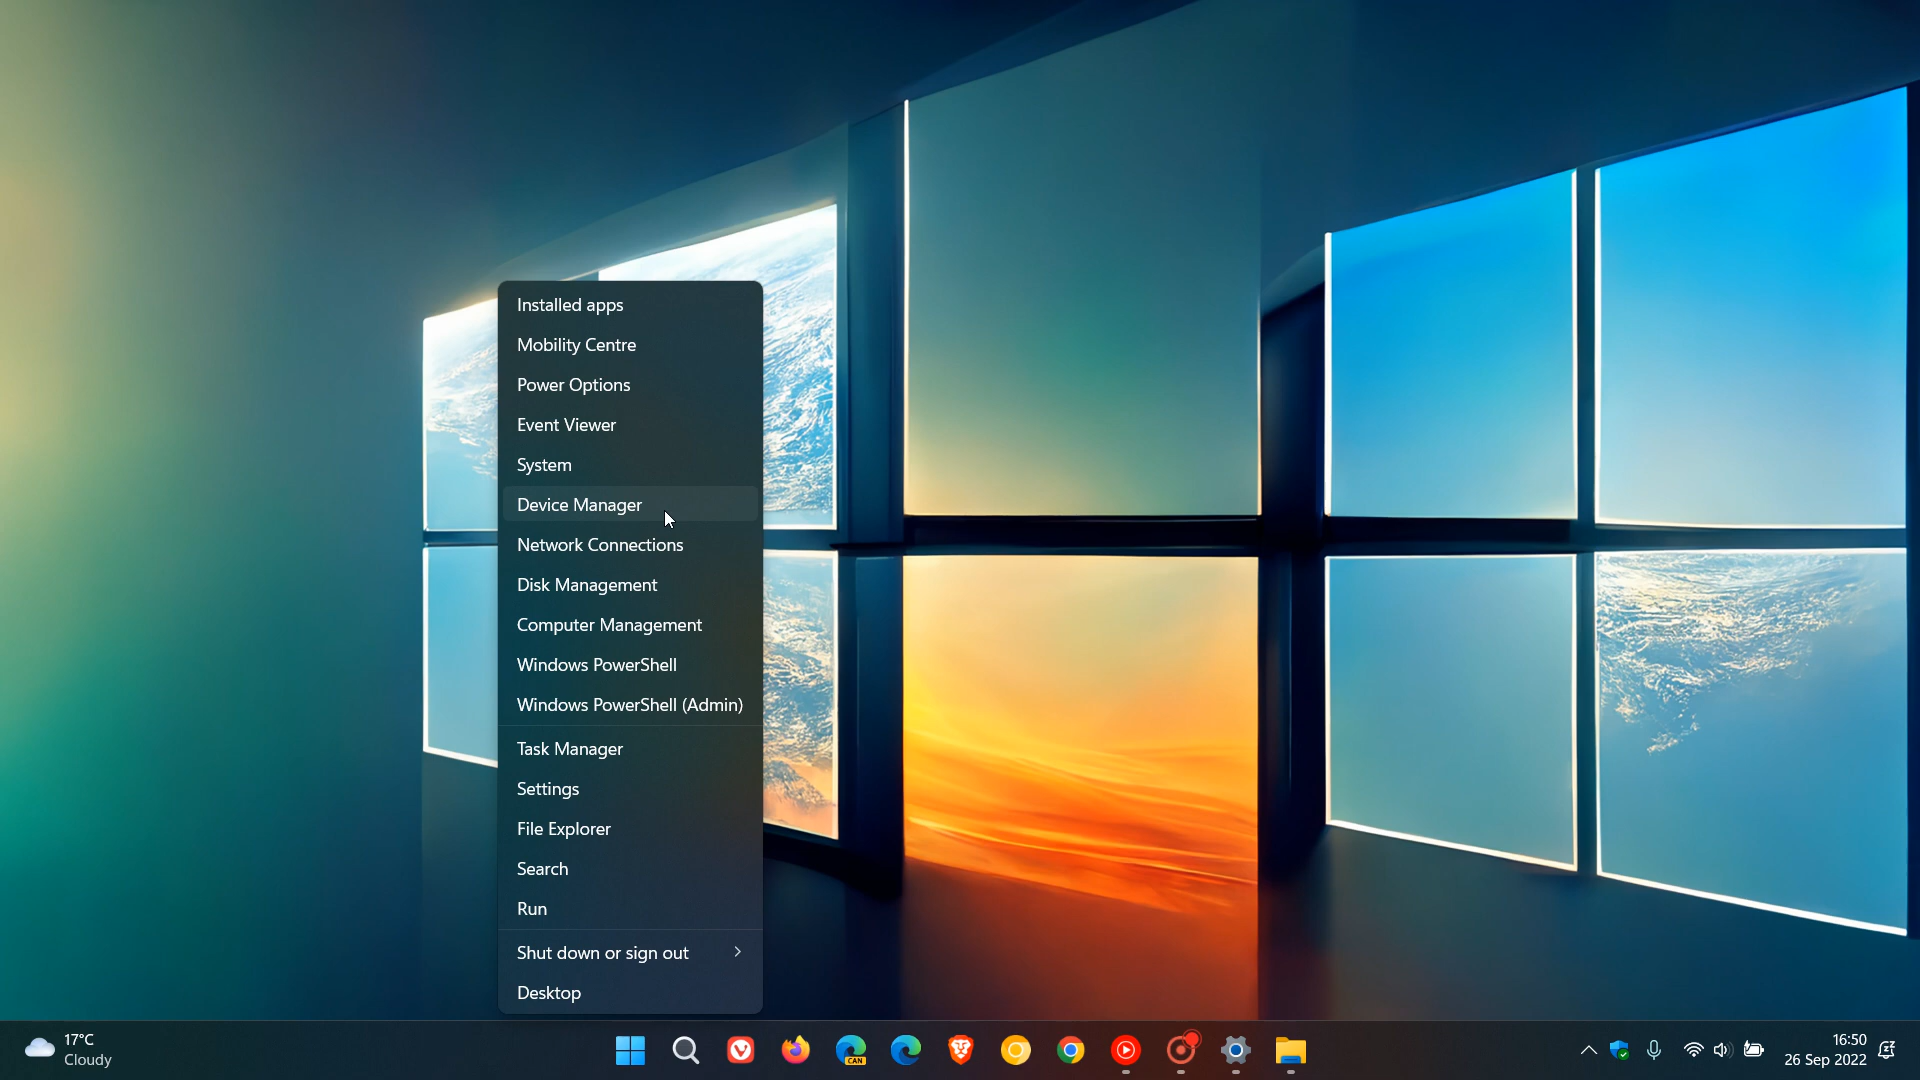 Installed apps
Mobility Centre
Power Options
Event Viewer
System
Device Manager
Network Connections
Disk Management
Computer Management
Windows PowerShell
Windows PowerShell (Admin)
Task Manager
Settings
File Explorer
Search
Run
Shut down or sign out
Desktop
17°C
Cloudy
CAN
16:50
26 Sep 2022